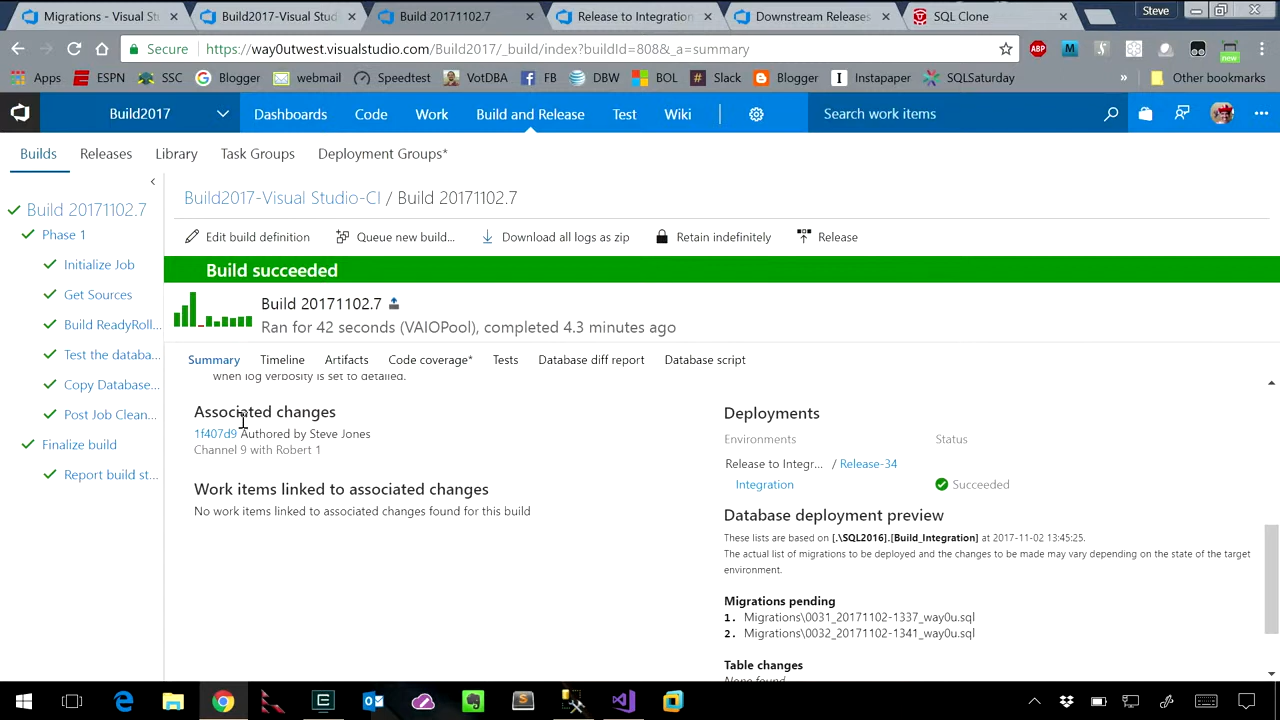 Migrations - Visual St
Build2017-Visual Studi
Build 20171102.7
Release to Integration
Downstream Releases
SQL Clone
Steve
Secure
https://way0utwest.visualstudio.com/Build2017/_build/index?buildId=808&_a=summary
ABP
M
new
Apps
ESPN
SSC
Blogger
webmail
Speedtest
VotDBA
FB
DBW
BOL
Slack
Blogger
Instapaper
SQLSaturday
»
Other bookmarks
Build2017
Dashboards
Code
Work
Build and Release
Test
Wiki
Search work items
Builds
Releases
Library
Task Groups
Deployment Groups*
Build 20171102.7
Phase 1
Initialize Job
Get Sources
Build ReadyRoll...
Test the databa...
Copy Database...
Post Job Clean...
Finalize build
Report build st...
Build2017-Visual Studio-CI / Build 20171102.7
Edit build definition
Queue new build...
Download all logs as zip
Retain indefinitely
Release
Build succeeded
Build 20171102.7
Ran for 42 seconds (VAIOPool), completed 4.3 minutes ago
Summary
Timeline
Artifacts
Code coverage*
Tests
Database diff report
Database script
when log verbosity is set to detailed.
Associated changes
1f407d9 Authored by Steve Jones
Channel 9 with Robert 1
Work items linked to associated changes
No work items linked to associated changes found for this build
Deployments
Environments
Status
Release to Integr... / Release-34
Integration
Succeeded
Database deployment preview
These lists are based on [.\SQL2016].[Build_Integration] at 2017-11-02 13:45:25.
The actual list of migrations to be deployed and the changes to be made may vary depending on the state of the target
environment.
Migrations pending
1. Migrations\0031_20171102-1337_way0u.sql
2. Migrations\0032_20171102-1341_way0u.sql
Table changes
None found